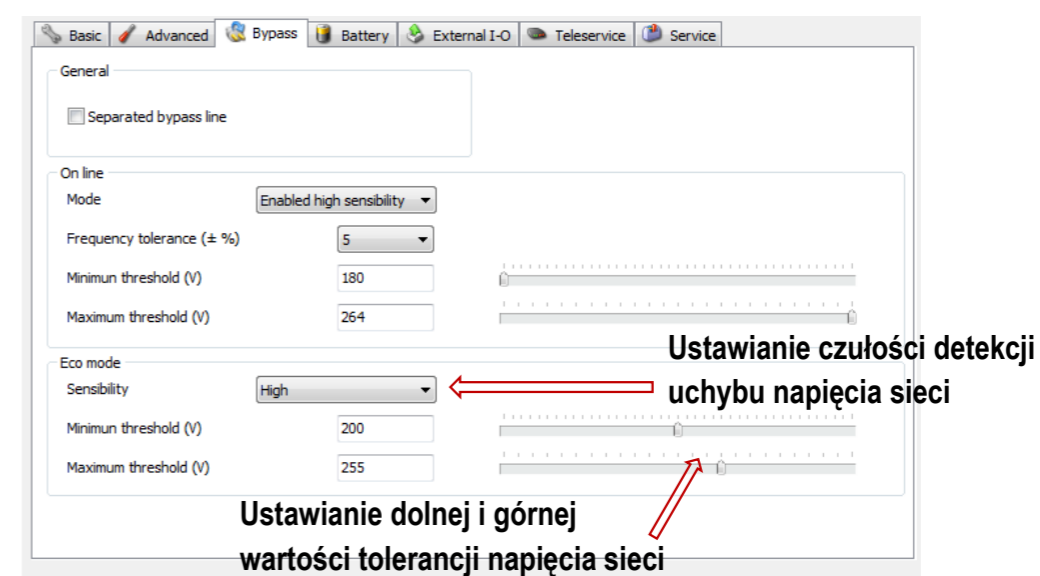 Basic Advanced Bypass Battery External I-O Teleservice Service
General
Separated bypass line
On line
Mode Enabled high sensibility
Frequency tolerance (± %) 5
Minimun threshold (V) 180
Maximum threshold (V) 264
Eco mode
Sensibility High
Minimun threshold (V) 200
Maximum threshold (V) 255
Ustawianie czułości detekcji
uchybu napięcia sieci
Ustawianie dolnej i górnej
wartości tolerancji napięcia sieci